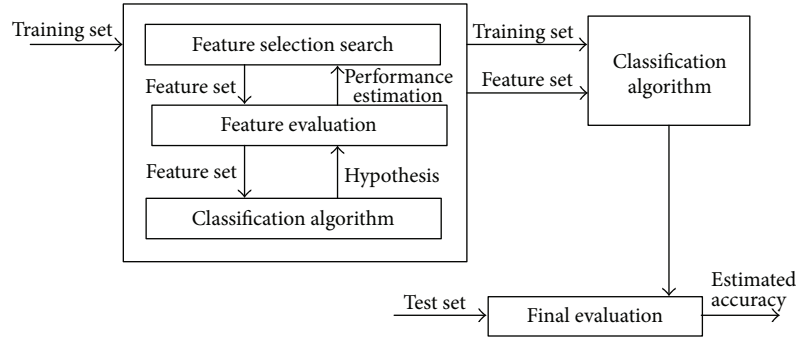 Training set
Feature selection search
Feature set
Performance
estimation
Feature evaluation
Feature set
Hypothesis
Classification algorithm
Training set
Feature set
Classification
algorithm
Test set
Final evaluation
Estimated
accuracy